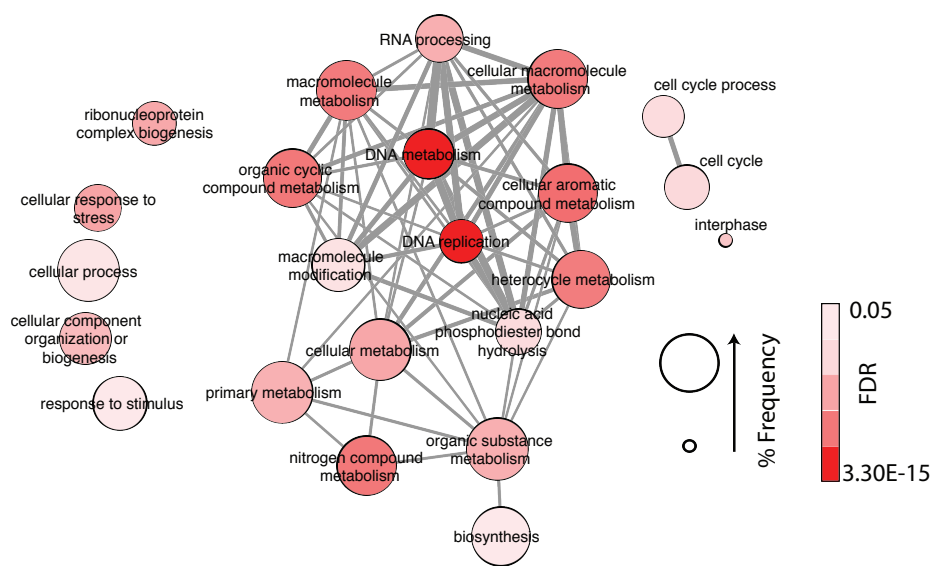 RNA processing
cellular macromolecule
metabolism
macromolecule
metabolism
cell cycle process
ribonucleoprotein
complex biogenesis
DNA metabolism
cell cycle
organic cyclic
compound metabolism
cellular aromatic
compound metabolism
cellular response to
stress
interphase
DNA replication
cellular process
macromolecule
modification
heterocycle metabolism
nucleic acid
phosphodiester bond
hydrolysis
cellular component
organization or
biogenesis
cellular metabolism
primary metabolism
response to stimulus
organic substance
metabolism
nitrogen compound
metabolism
biosynthesis
% Frequency
0.05
FDR
3.30E-15